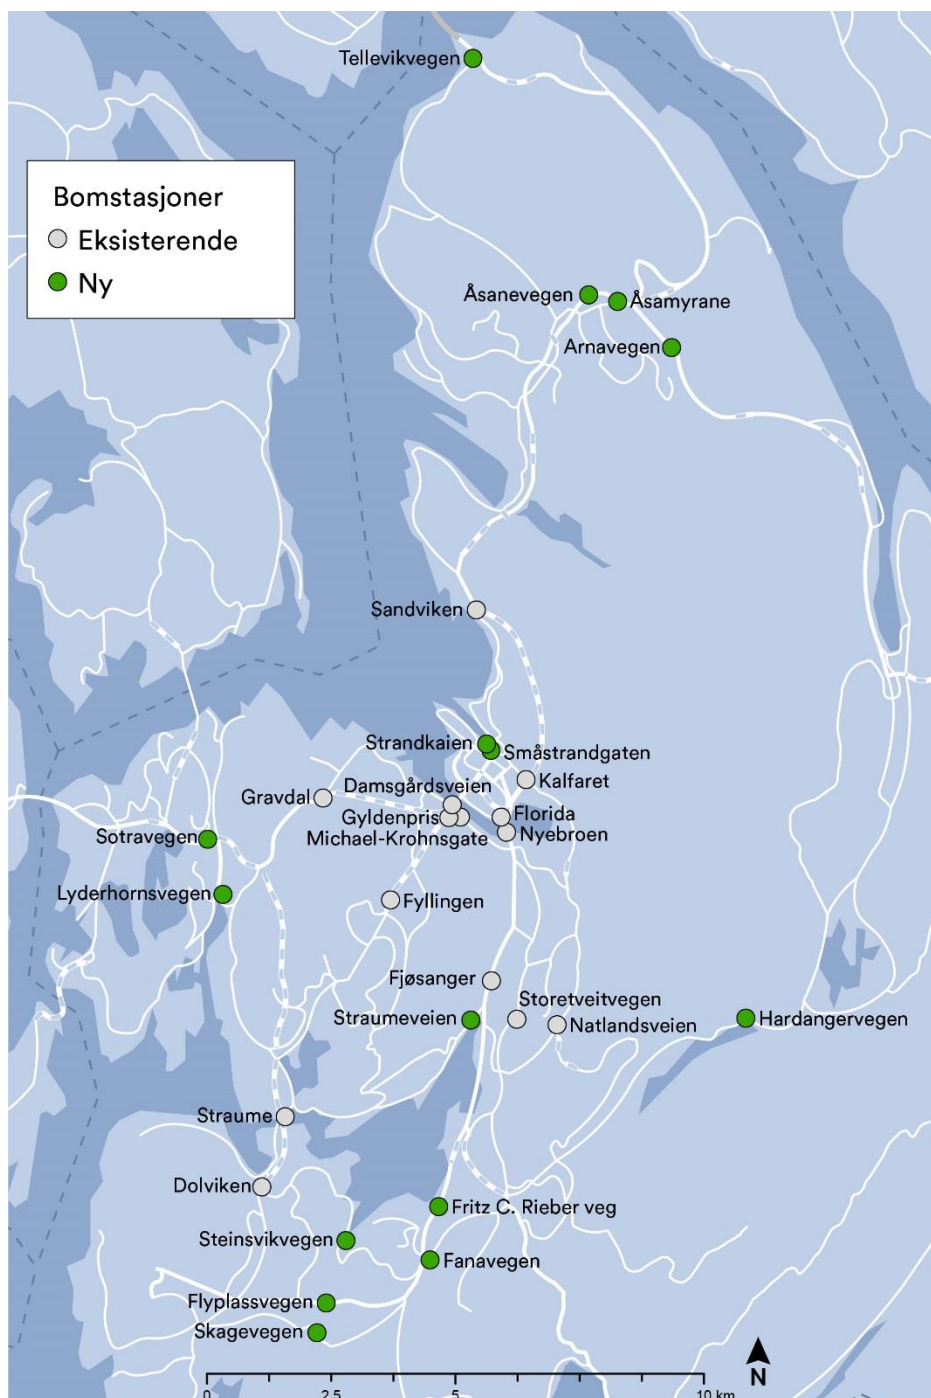 Tellevikvegen
Bomstasjoner
Eksisterende
Ny
Åsanevegen
Åsamyrane
Arnavegen
Sandviken
Strandkaien
Småstrandgaten
Kalfaret
Damsgårdsveien
Gravdal
Gyldenpris
Florida
Michael-Krohnsgate
Nyebroen
Sotravegen
Lyderhornsvegen
Fyllingen
Fjøsanger
Storetveitvegen
Straumeveien
Natlandsveien
Hardangervegen
Straume
Dolviken
Fritz C. Rieber veg
Steinsvikvegen
Fanavegen
Flyplassvegen
Skagevegen
N
0 2.5 5 10 km